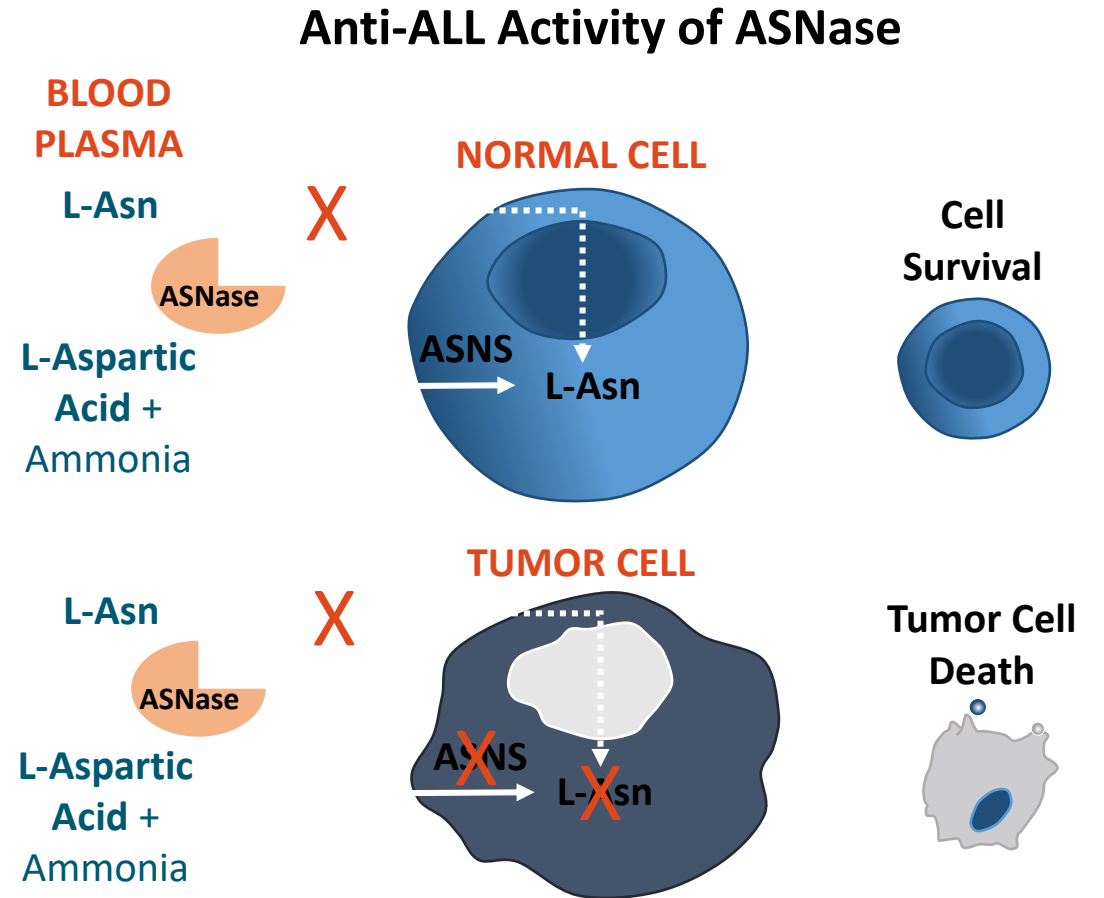 Anti-ALL Activity of ASNase
BLOOD
PLASMA
L-Asn
X
ASNase
L-Aspartic
Acid +
Ammonia
NORMAL CELL
ASNS
L-Asn
Cell
Survival
L-Asn
X
ASNase
L-Aspartic
Acid +
Ammonia
TUMOR CELL
ASNS
X
L-Asn
X
Tumor Cell
Death